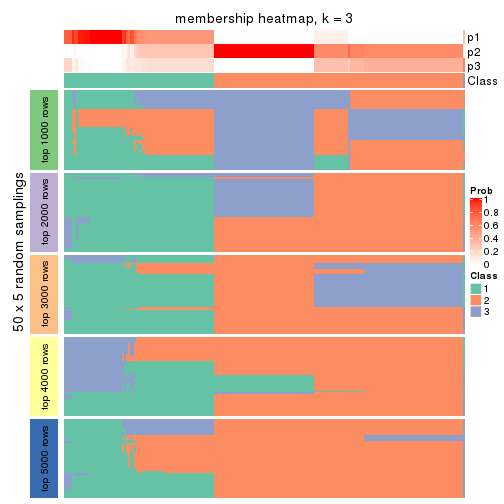 membership heatmap, k = 3
p1
p2
p3
Class
50 x 5 random samplings
top 1000 rows
top 2000 rows
top 3000 rows
top 4000 rows
top 5000 rows
Prob
1
0.8
0.6
0.4
0.2
0
Class
1
2
3